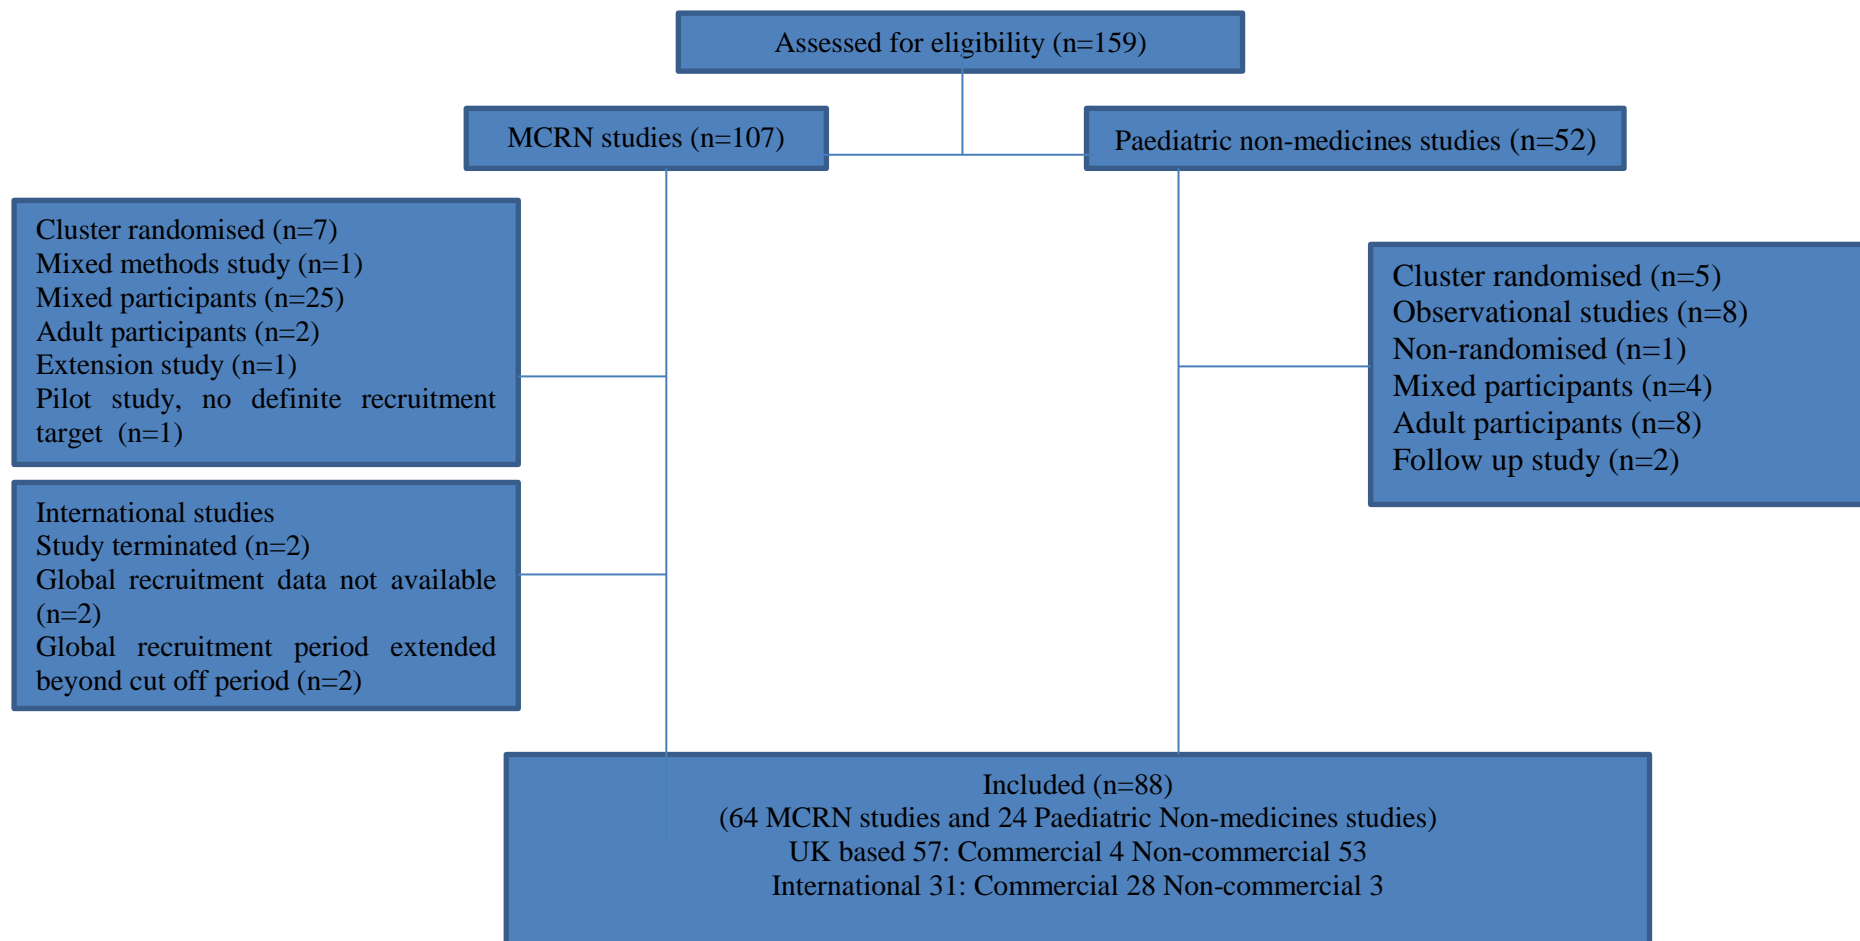 Assessed for eligibility (n=159)
MCRN studies (n=107)
Paediatric non-medicines studies (n=52)
Cluster randomised (n=7)
Mixed methods study (n=1)
Mixed participants (n=25)
Adult participants (n=2)
Extension study (n=1)
Pilot study, no definite recruitment
target (n=1)
Cluster randomised (n=5)
Observational studies (n=8)
Non-randomised (n=1)
Mixed participants (n=4)
Adult participants (n=8)
Follow up study (n=2)
International studies
Study terminated (n=2)
Global recruitment data not available
(n=2)
Global recruitment period extended
beyond cut off period (n=2)
Included (n=88)
(64 MCRN studies and 24 Paediatric Non-medicines studies)
UK based 57: Commercial 4 Non-commercial 53
International 31: Commercial 28 Non-commercial 3